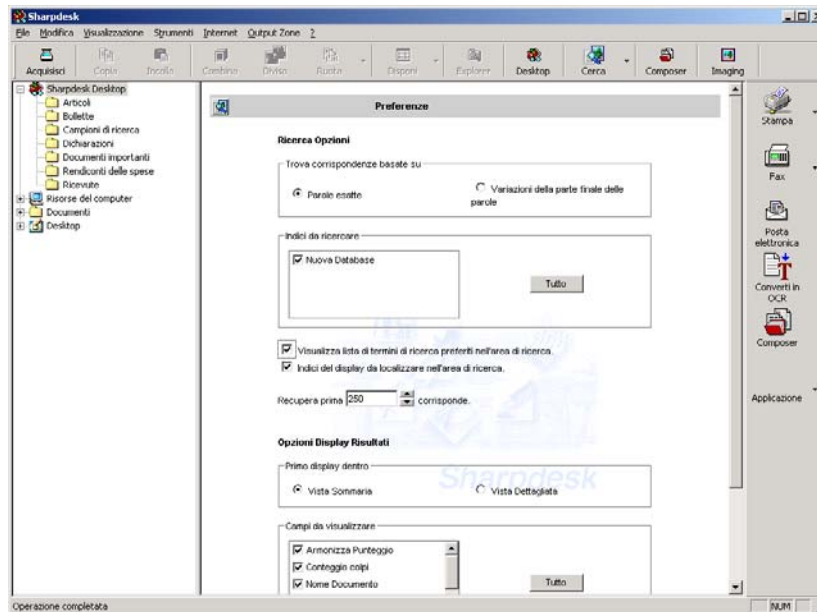 Sharpdesk
File Modifica Visualizzazione Strumenti Internet Output Zone ?
Acquisisci Copia Incolla Combina Diviso Ruota Disponi Explorer Desktop Cerca Composer Imaging
Sharpdesk Desktop
Articoli
Bollette
Campioni di ricerca
Dichiarazioni
Documenti importanti
Rendiconti delle spese
Ricevute
Risorse del computer
Documenti
Desktop
Preferenze
Ricerca Opzioni
Trova corrispondenze basate su
Parole esatte
Variazioni della parte finale delle
parole
Indici da ricercare
Nuova Database
Tutto
Visualizza lista di termini di ricerca preferiti nell'area di ricerca.
Indici del display da localizzare nell'area di ricerca.
Recupera prima 250 corrisponde.
Opzioni Display Risultati
Primo display dentro
Sharpdesk
Vista Sommaria
Vista Dettagliata
Campi da visualizzare
Armonizza Punteggio
Conteggio colpi
Nome Documento
Tutto
Stampa
Fax
Posta
elettronica
Converti in
OCR
Composer
Applicazione
Operazione completata
NUM